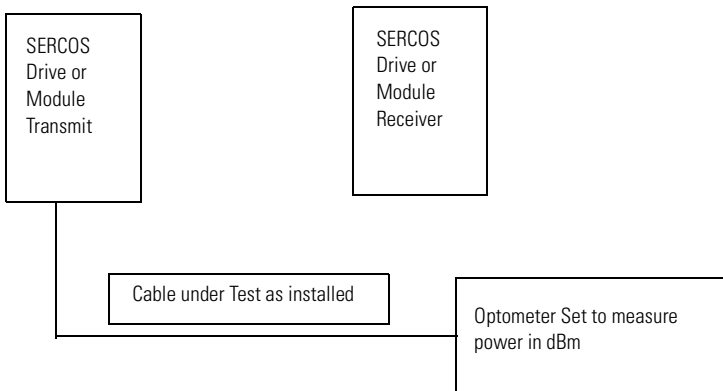 SERCOS
Drive or
Module
Transmit
SERCOS
Drive or
Module
Receiver
Cable under Test as installed
Optometer Set to measure
power in dBm